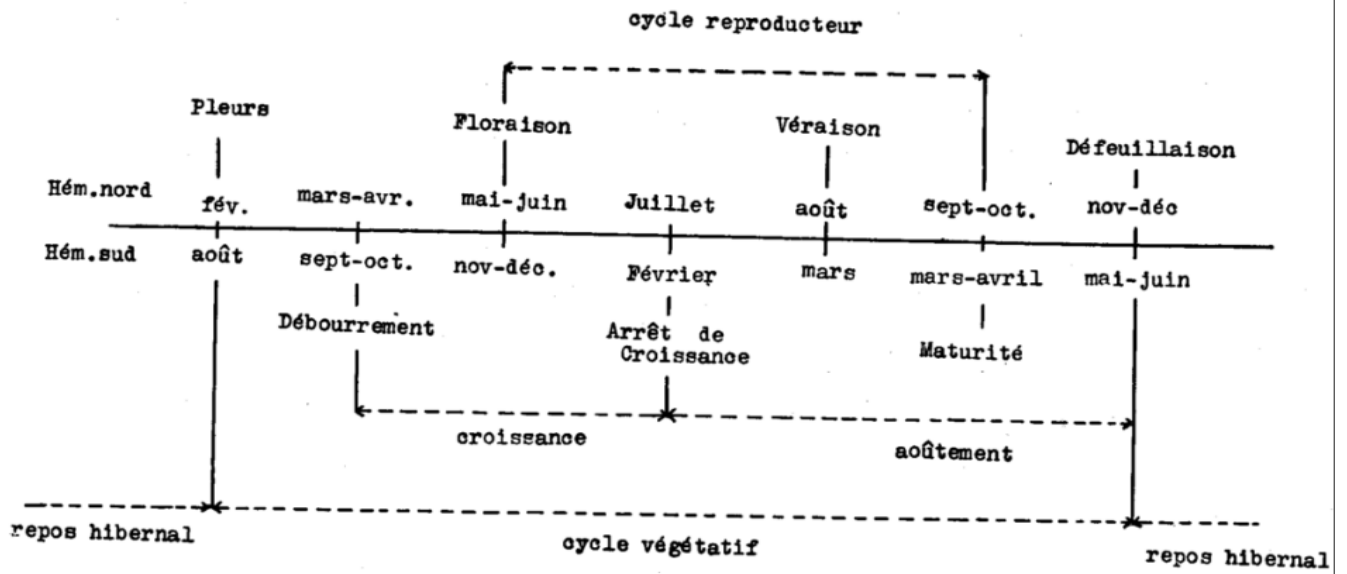 cycle reproducteur
Pleurs
Floraison
Véraison
Défeuillaison
Hém.nord
fév.
mars-avr.
mai-juin
Juillet
août
sept-oct.
nov-déc
Hém.sud
août
sept-oct.
nov-déc.
Février
mars
mars-avril
mai-juin
Débourrement
Arrêt de
Croissance
Maturité
croissance
aoûtement
repos hibernal
cycle végétatif
repos hibernal